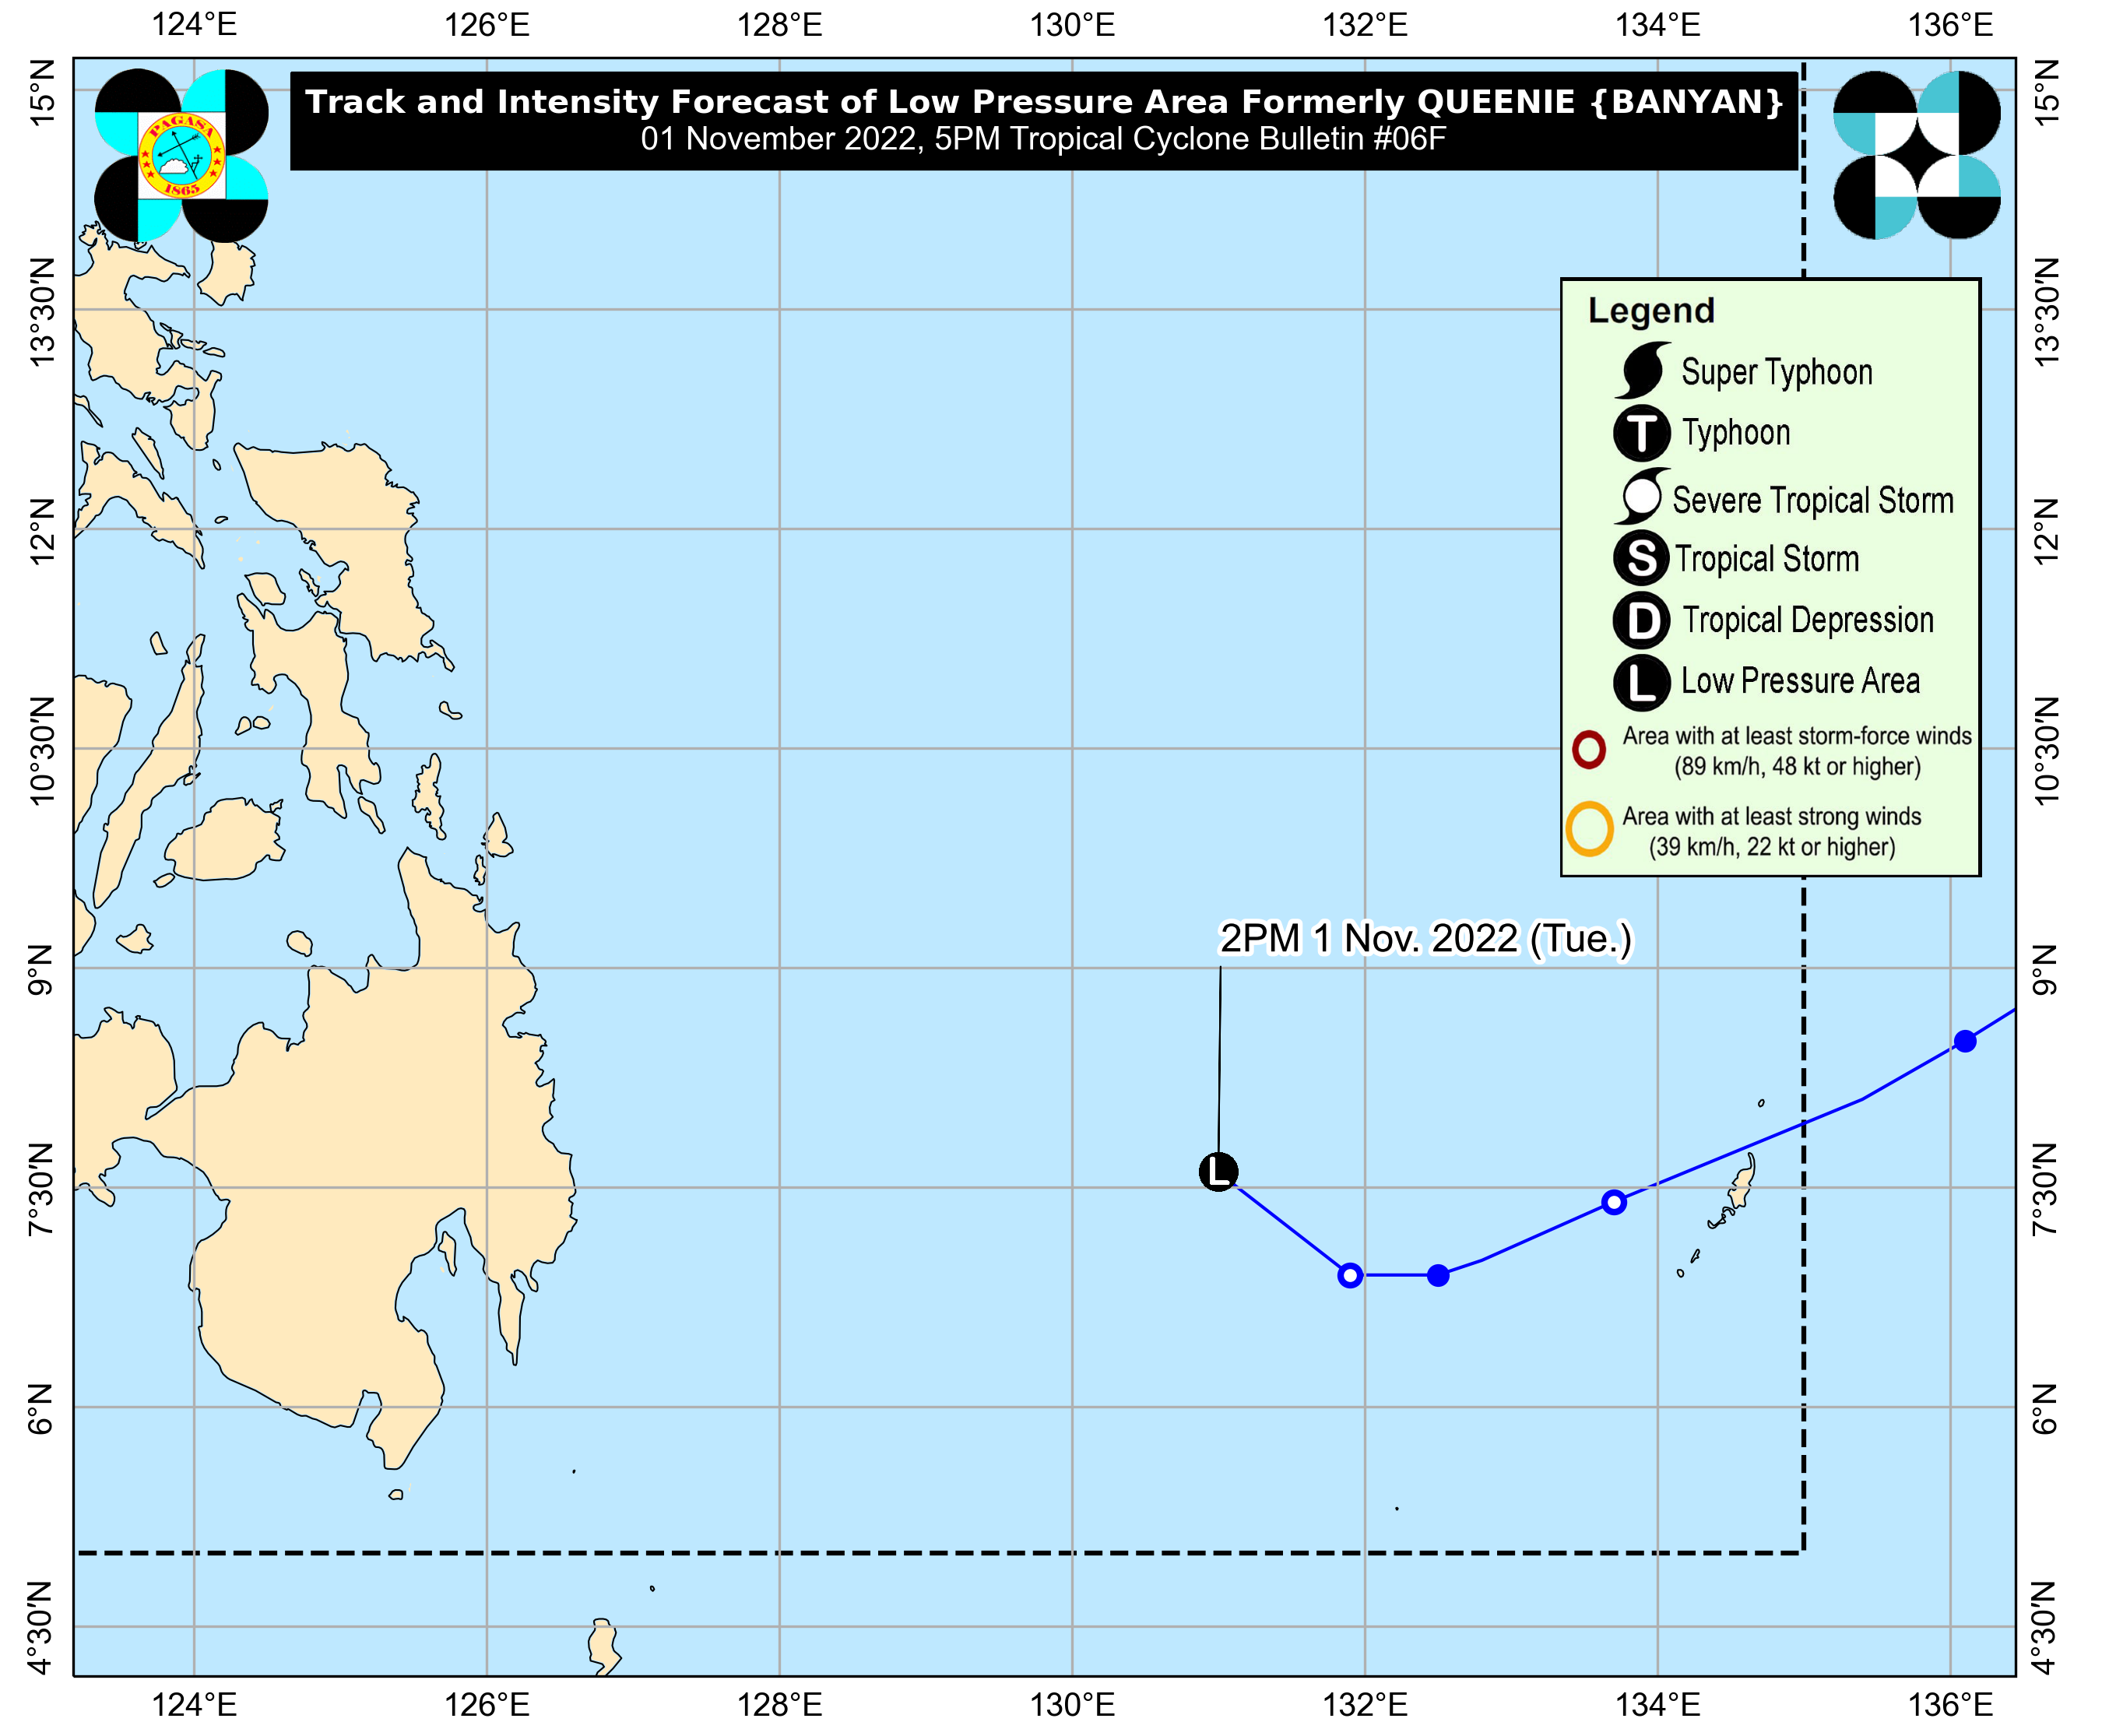 124°E 126°E 128°E 130°E 132°E 134°E 136°E
Track and Intensity Forecast of Low Pressure Area Formerly QUEENIE {BANYAN}
01 November 2022, 5PM Tropical Cyclone Bulletin #06F
PAGASA
1865
15°N
13°30'N
12°N
10°30'N
9°N
7°30'N
6°N
4°30'N
15°N
13°30'N
12°N
10°30'N
9°N
7°30'N
6°N
4°30'N
Legend
Super Typhoon
T Typhoon
Severe Tropical Storm
S Tropical Storm
D Tropical Depression
L Low Pressure Area
Area with at least storm-force winds
(89 km/h, 48 kt or higher)
Area with at least strong winds
(39 km/h, 22 kt or higher)
2PM 1 Nov. 2022 (Tue.)
L
124°E 126°E 128°E 130°E 132°E 134°E 136°E